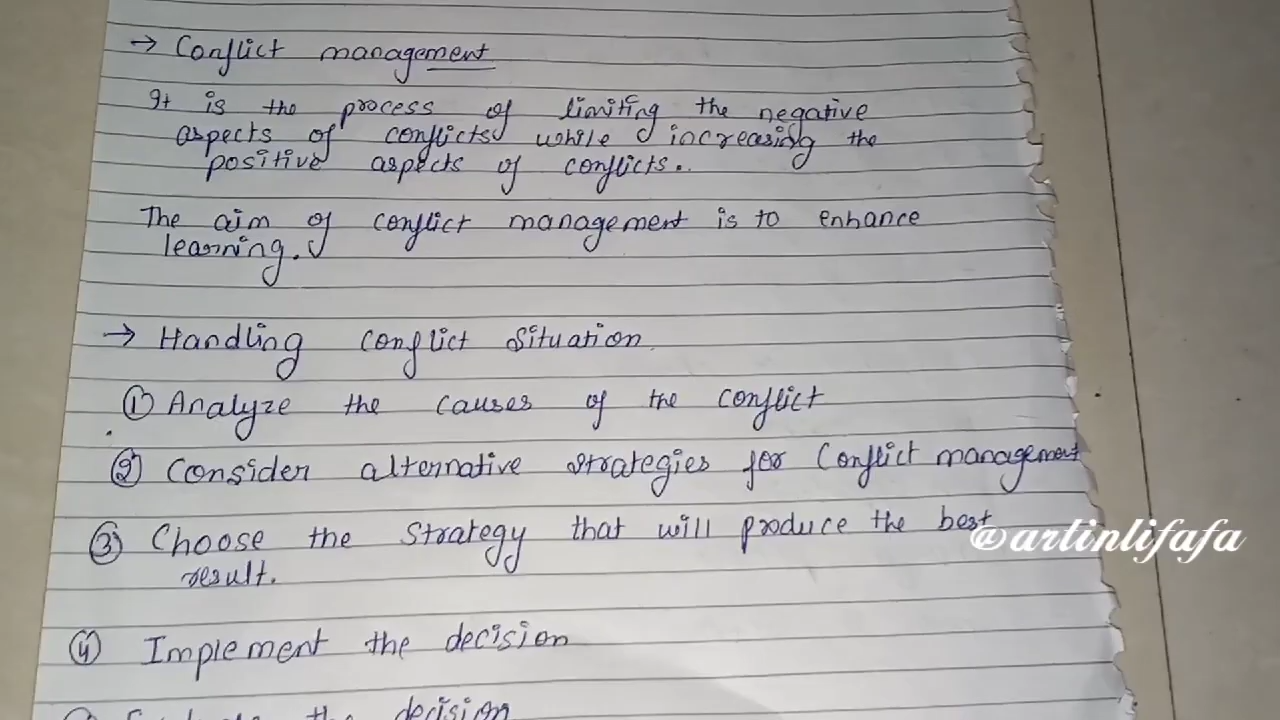 → Conflict management
It is the process of limiting the negative
aspects of conflicts while increasing the
positive aspects of conflicts..
The aim of conflict management is to enhance
learning.
→ Handling conflict situation
① Analyze the causes of the conflict
② Consider alternative strategies for conflict management
③ Choose the strategy that will produce the best
result.
@artinlifafa
④ Implement the decision
the decision